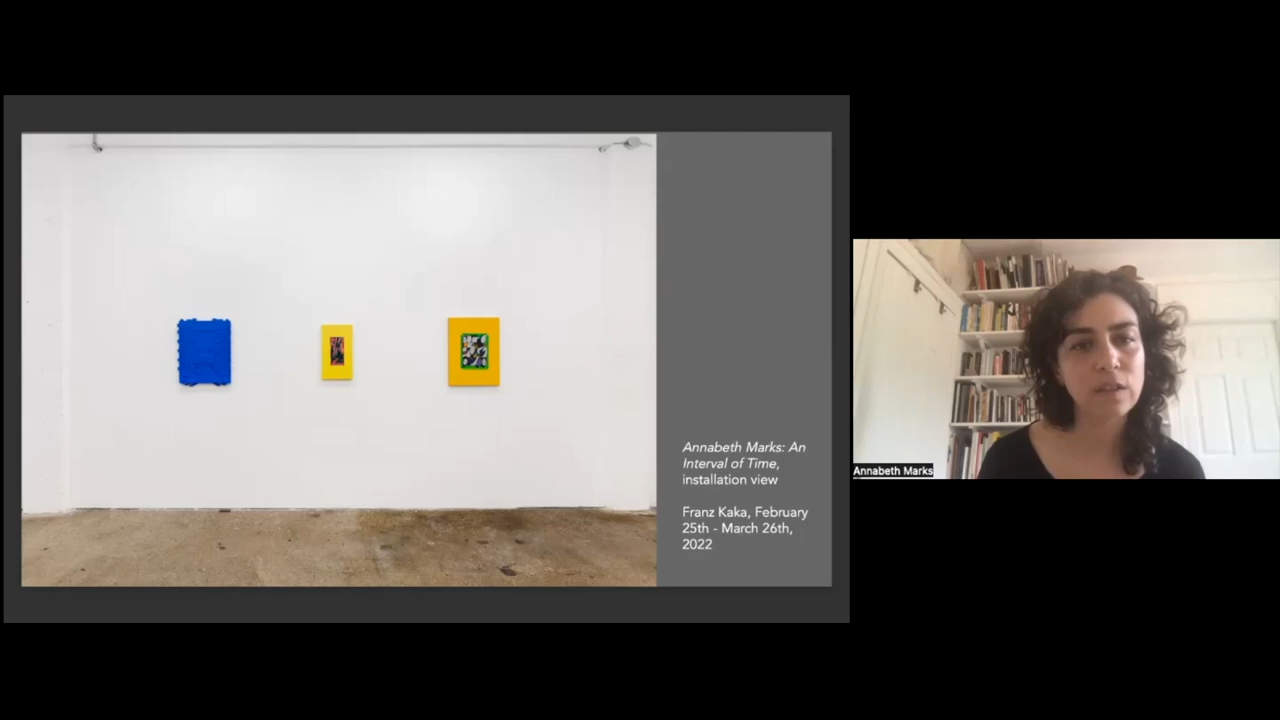 Annabeth Marks: An
Interval of Time,
installation view
Franz Kaka, February
25th - March 26th,
2022
Annabeth Marks